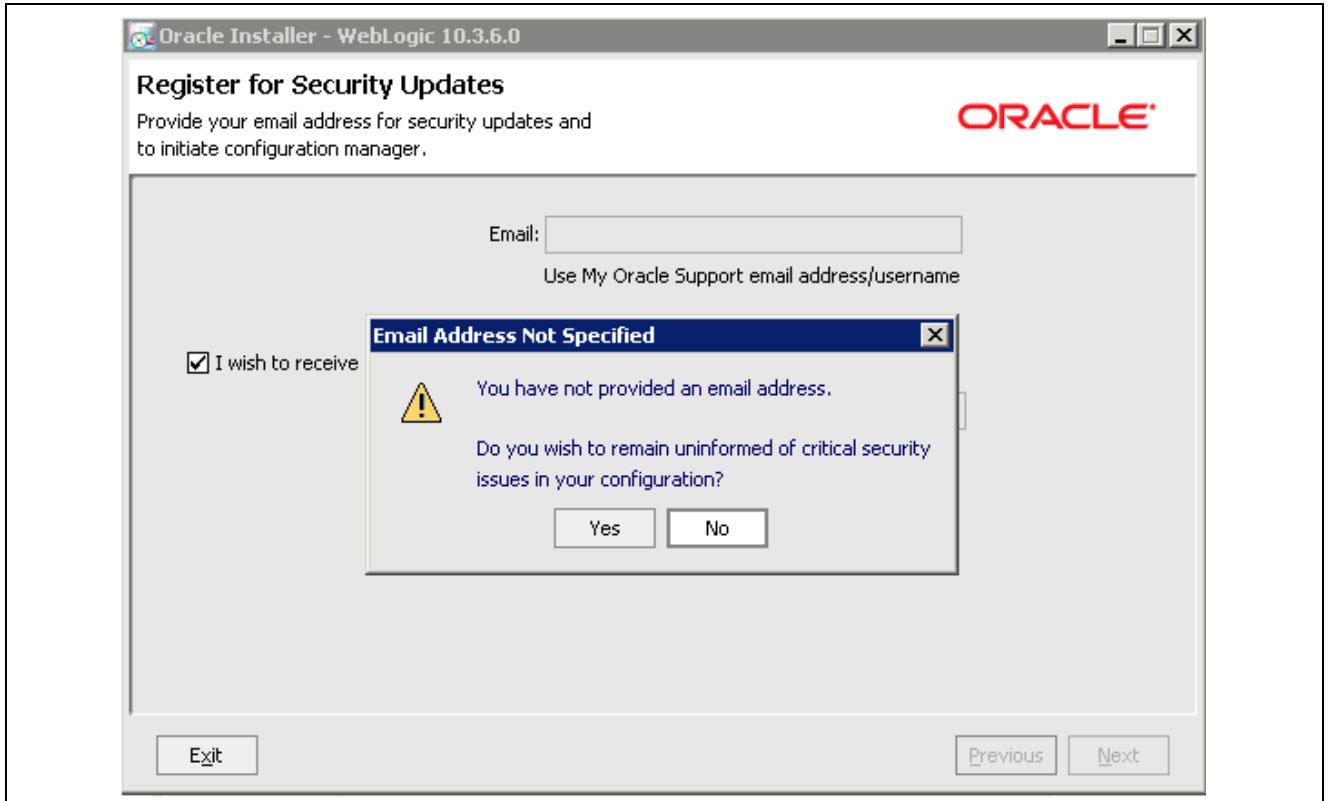 Oracle Installer - WebLogic 10.3.6.0
Register for Security Updates
Provide your email address for security updates and
to initiate configuration manager.
ORACLE
Email:
Use My Oracle Support email address/username
Email Address Not Specified
I wish to receive
You have not provided an email address.
Do you wish to remain uninformed of critical security
issues in your configuration?
Yes No
Exit Previous Next